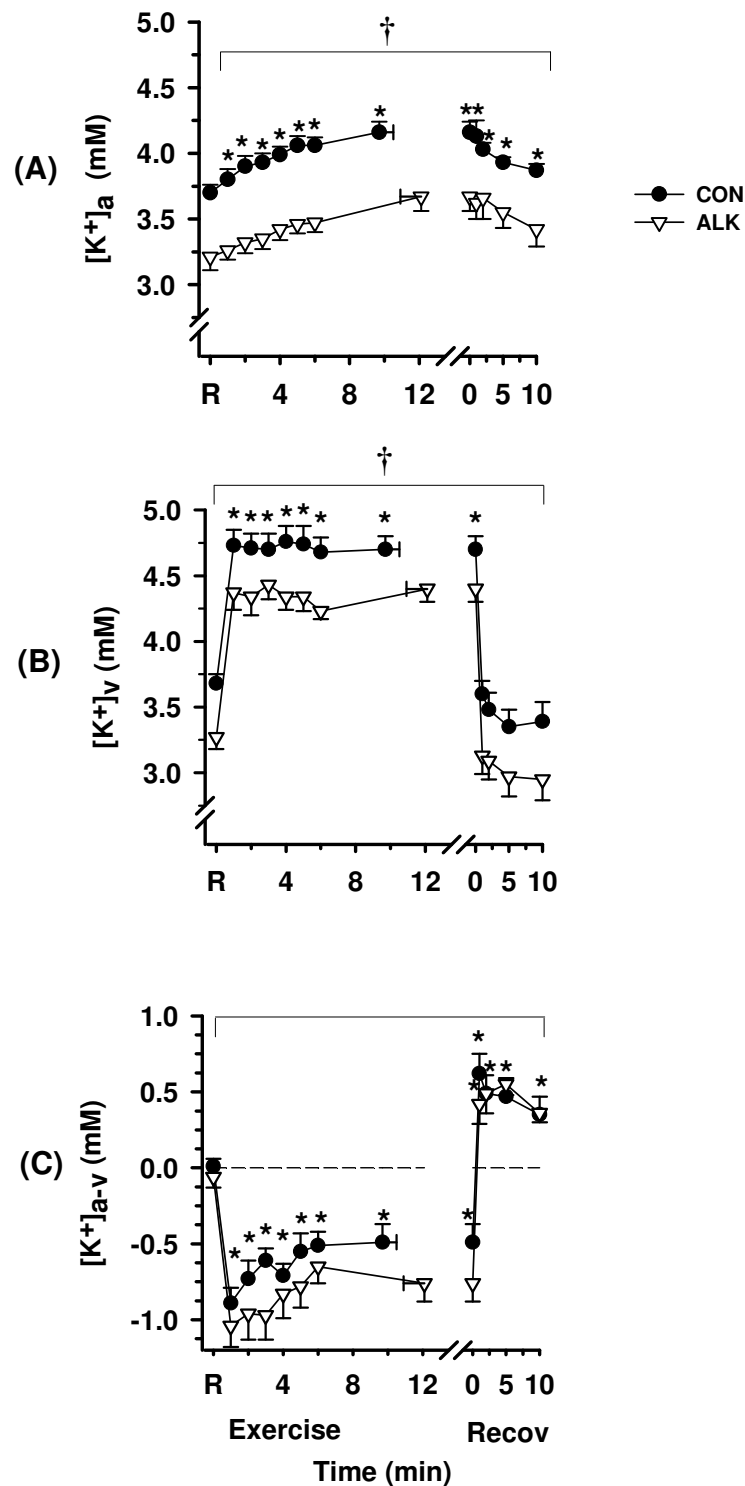 †
5.0
4.5
4.0
3.5
3.0
(A)
[K+]a (mM)
* * * * * * *
** * * *
R 4 8 12 0 5 10
CON
ALK
†
5.0
4.5
4.0
3.5
3.0
(B)
[K+]v (mM)
* * * * * * *
*
R 4 8 12 0 5 10
1.0
0.5
0.0
-0.5
-1.0
(C)
[K+]a-v (mM)
* * * * * * *
* * * * * *
R 4 8 12 0 5 10
Exercise Recov
Time (min)